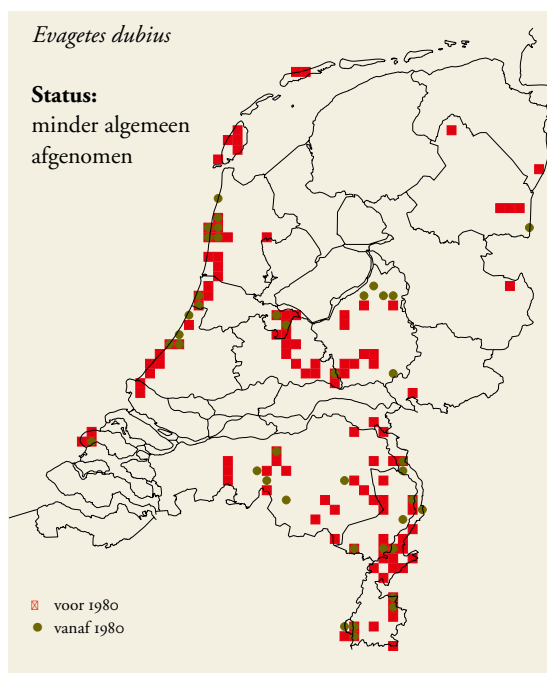 Evagetes dubius
Status:
minder algemeen
afgenomen
voor 1980
vanaf 1980